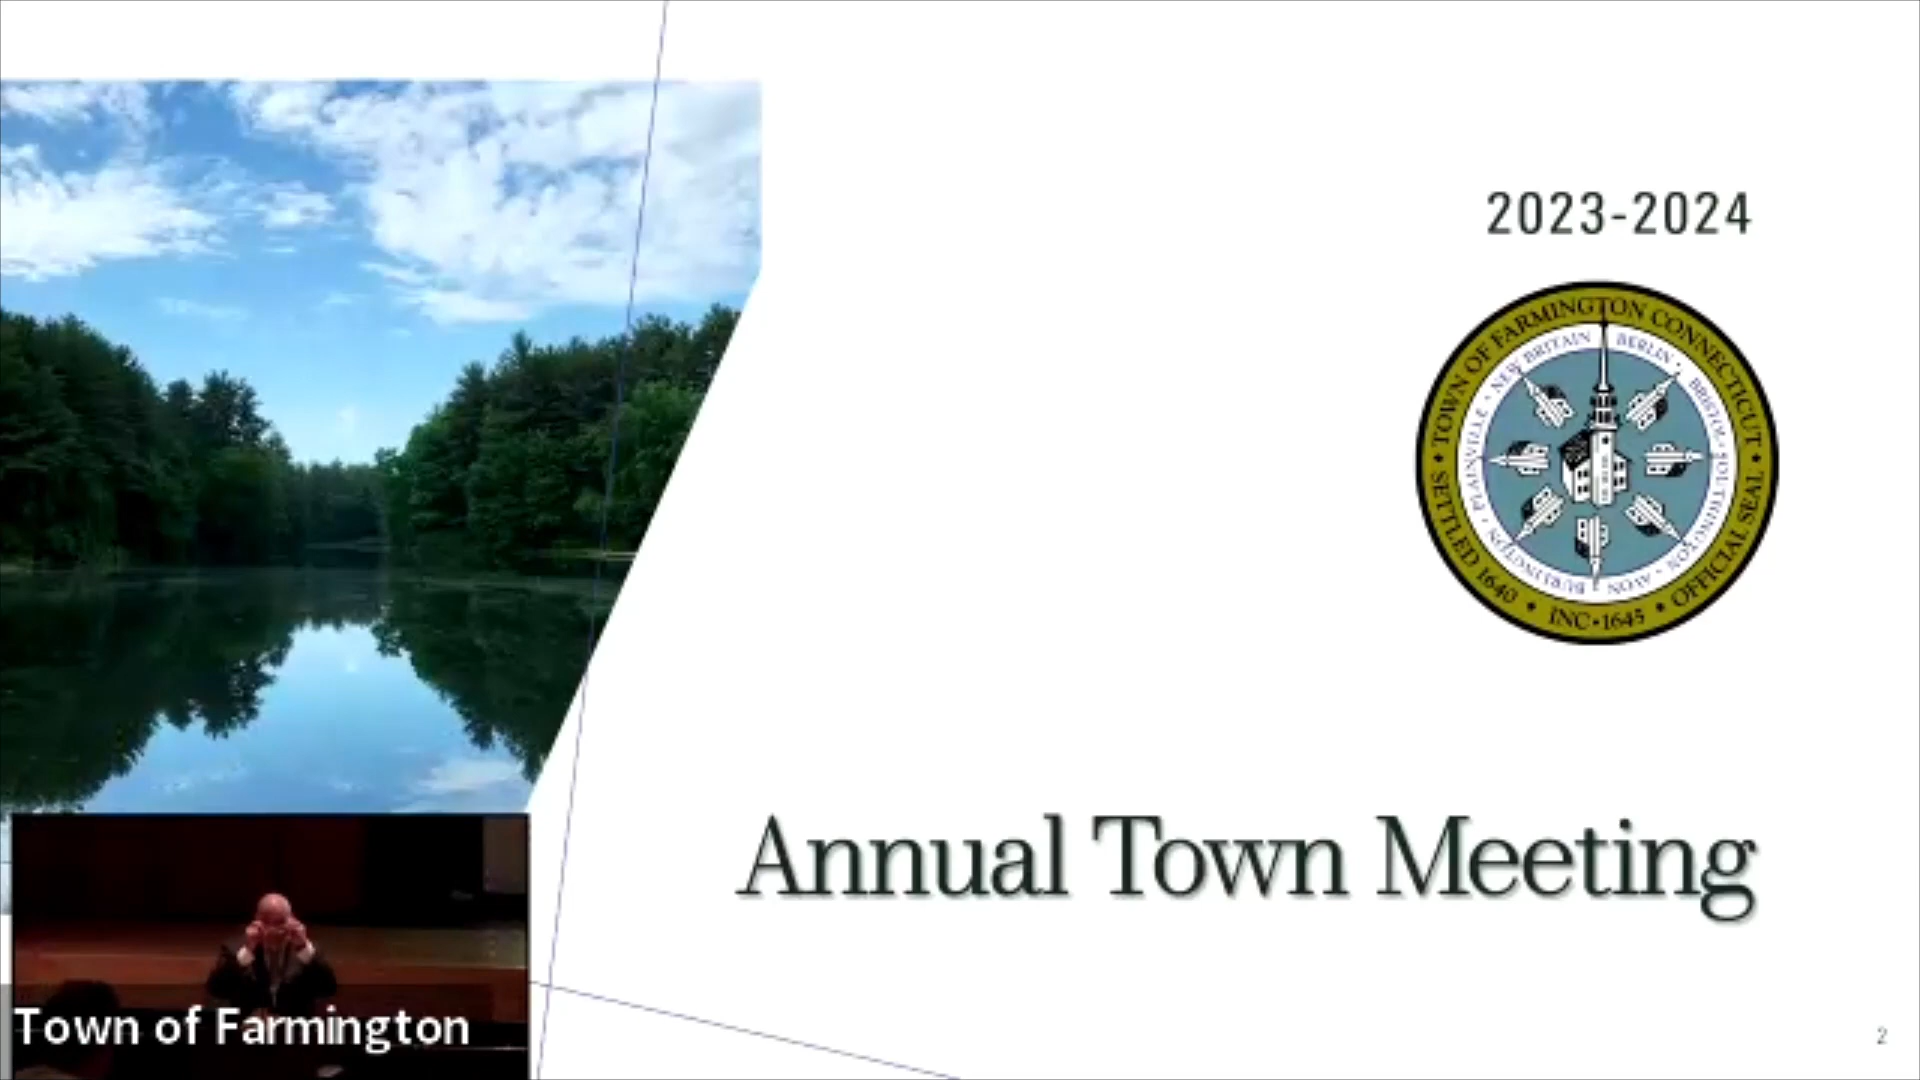 2023-2024
TOWN OF FARMINGTON CONNECTICUT
NEW BRITAIN • BERLIN • BRISTOL • SOUTHINGTON • AVON • BURLINGTON • PLAINVILLE •
SETTLED 1640 • INC•1645 • OFFICIAL SEAL
Annual Town Meeting
Town of Farmington
2